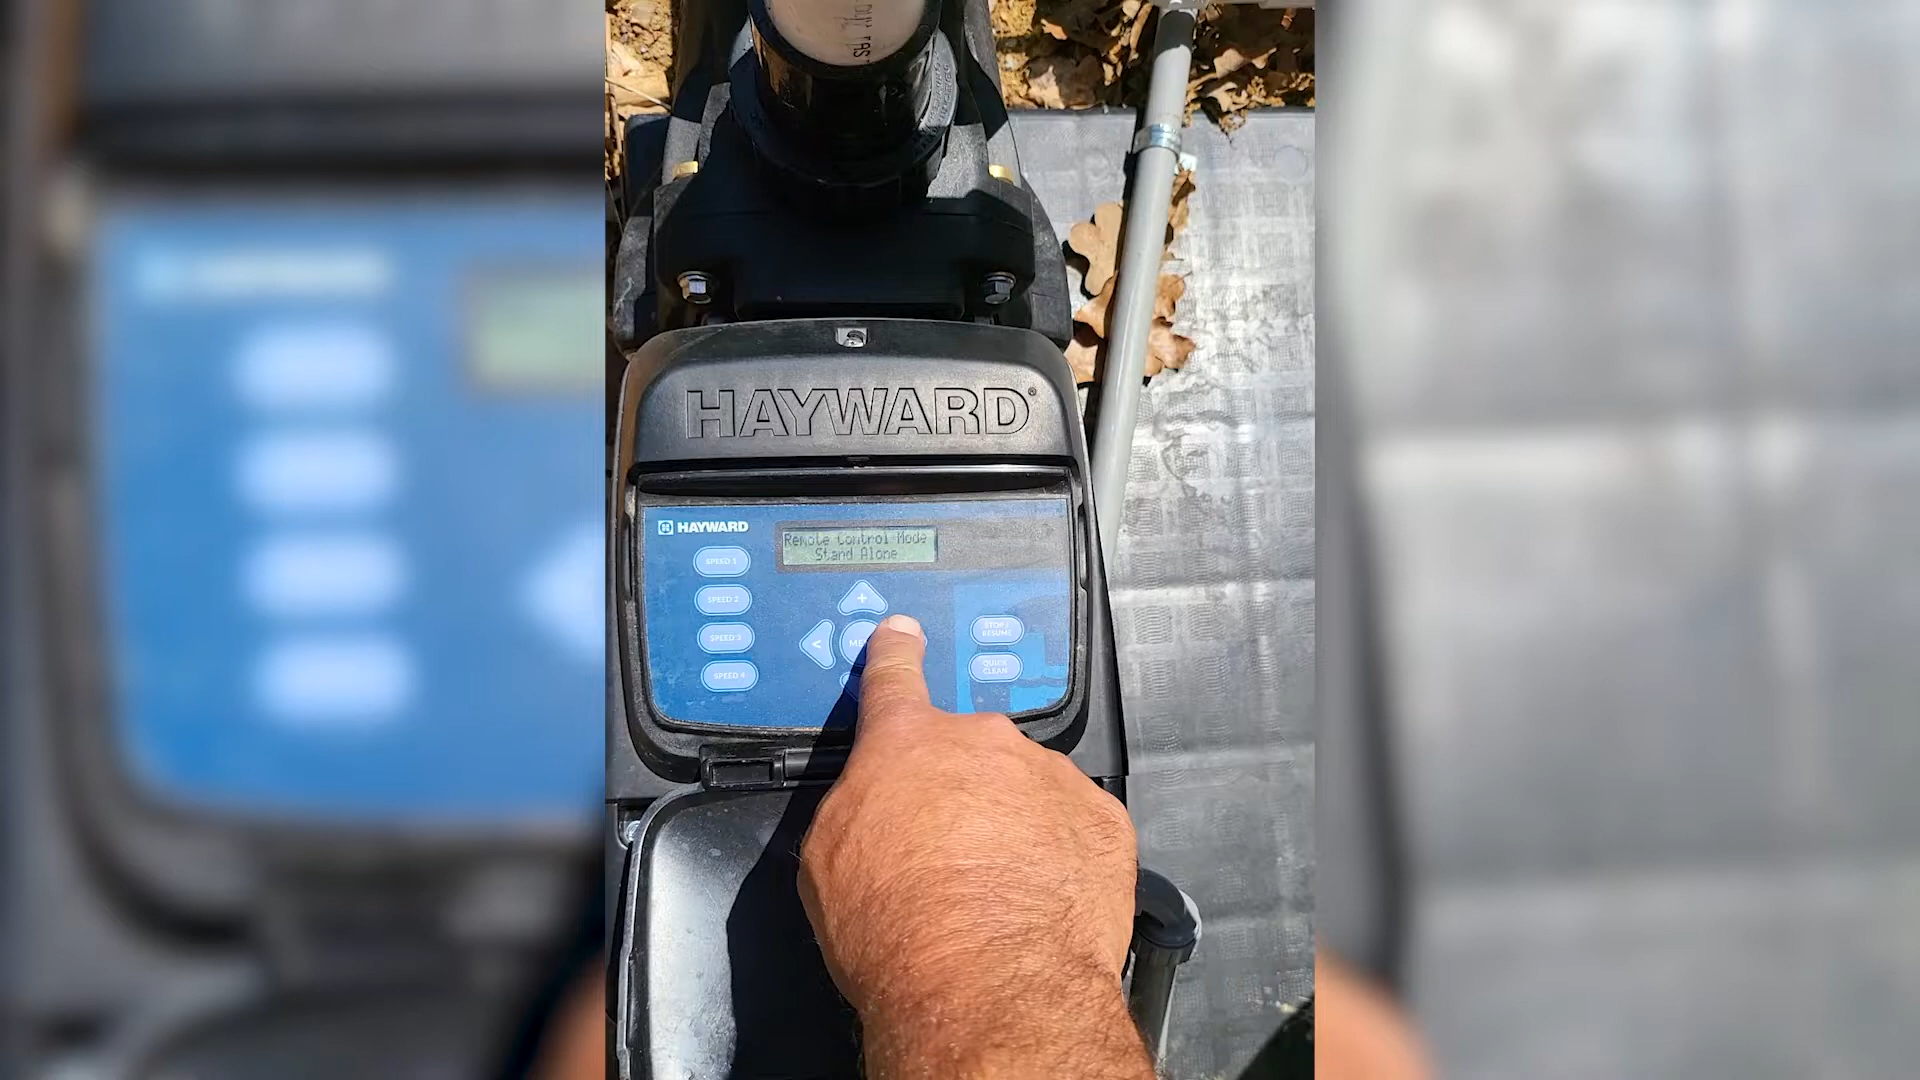 HAYWARD®
HAYWARD
Remote Control Mode
Stand Alone
SPEED 1
SPEED 2
SPEED 3
SPEED 4
+
<
STOP/
RESUME
QUICK
CLEAN